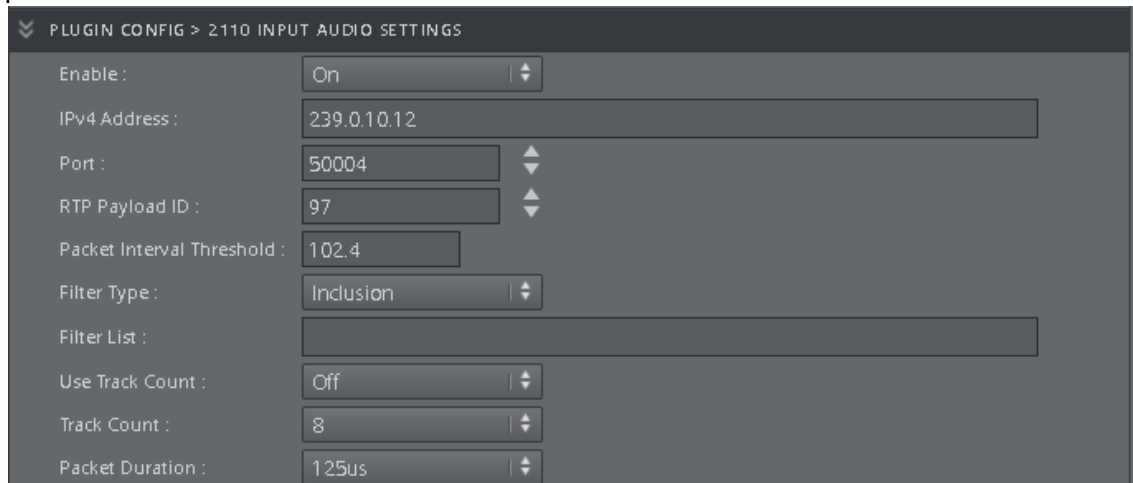 PLUGIN CONFIG > 2110 INPUT AUDIO SETTINGS
Enable : On
IPv4 Address : 239.0.10.12
Port : 50004
RTP Payload ID : 97
Packet Interval Threshold : 102.4
Filter Type : Inclusion
Filter List :
Use Track Count : Off
Track Count : 8
Packet Duration : 125us